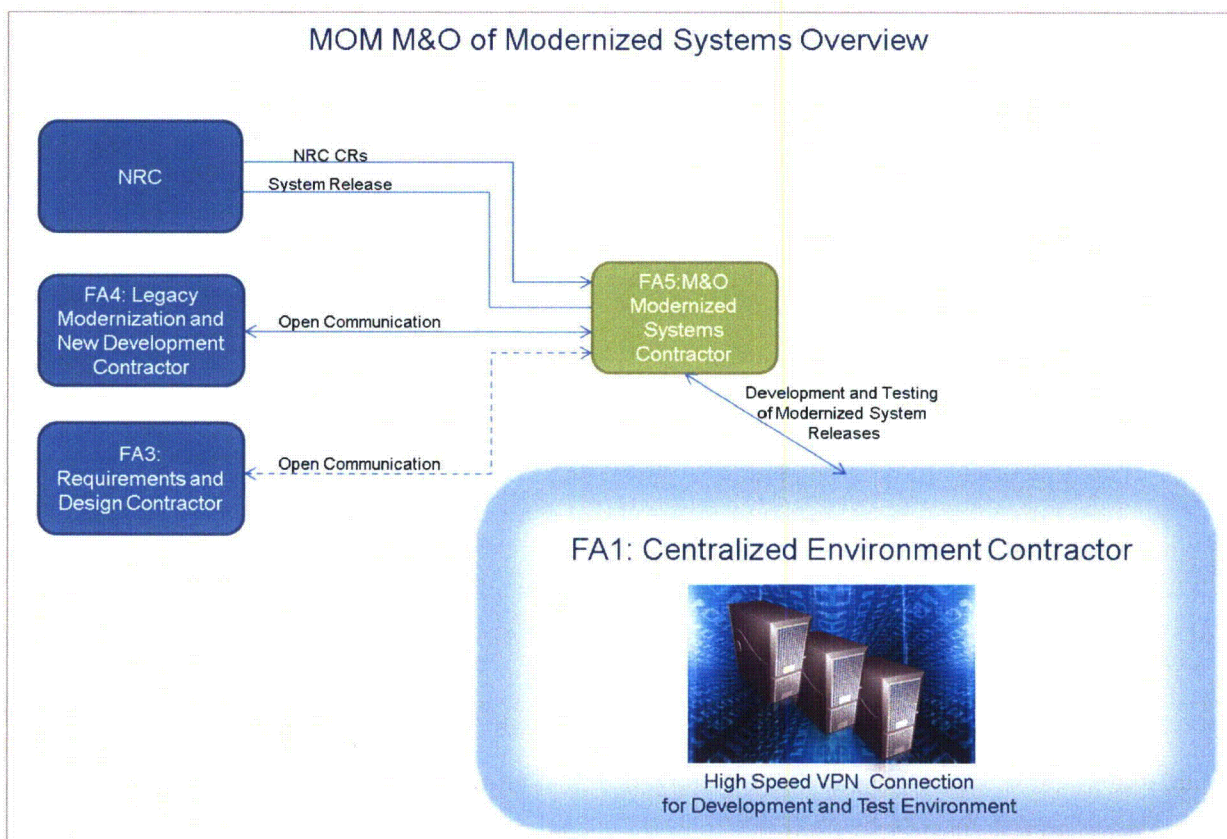 MOM M&O of Modernized Systems Overview
NRC
NRC CRs
System Release
FA4: Legacy
Modernization and
New Development
Contractor
Open Communication
FA5:M&O
Modernized
Systems
Contractor
FA3:
Requirements and
Design Contractor
Open Communication
Development and Testing
of Modernized System
Releases
FA1: Centralized Environment Contractor
High Speed VPN Connection
for Development and Test Environment